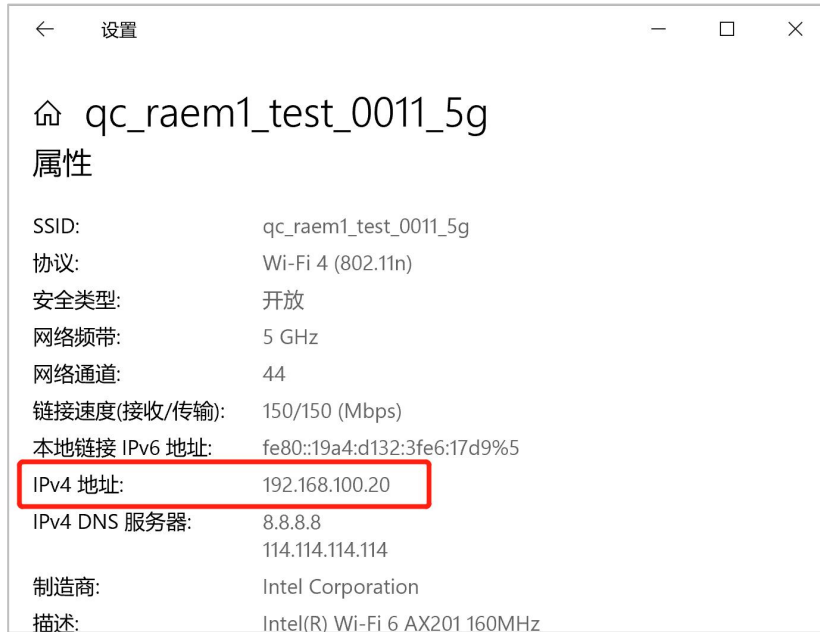 设置
qc_raem1_test_0011_5g
属性
SSID: qc_raem1_test_0011_5g
协议: Wi-Fi 4 (802.11n)
安全类型: 开放
网络频带: 5 GHz
网络通道: 44
链接速度(接收/传输): 150/150 (Mbps)
本地链接 IPv6 地址: fe80::19a4:d132:3fe6:17d9%5
IPv4 地址: 192.168.100.20
IPv4 DNS 服务器: 8.8.8.8
114.114.114.114
制造商: Intel Corporation
描述: Intel(R) Wi-Fi 6 AX201 160MHz